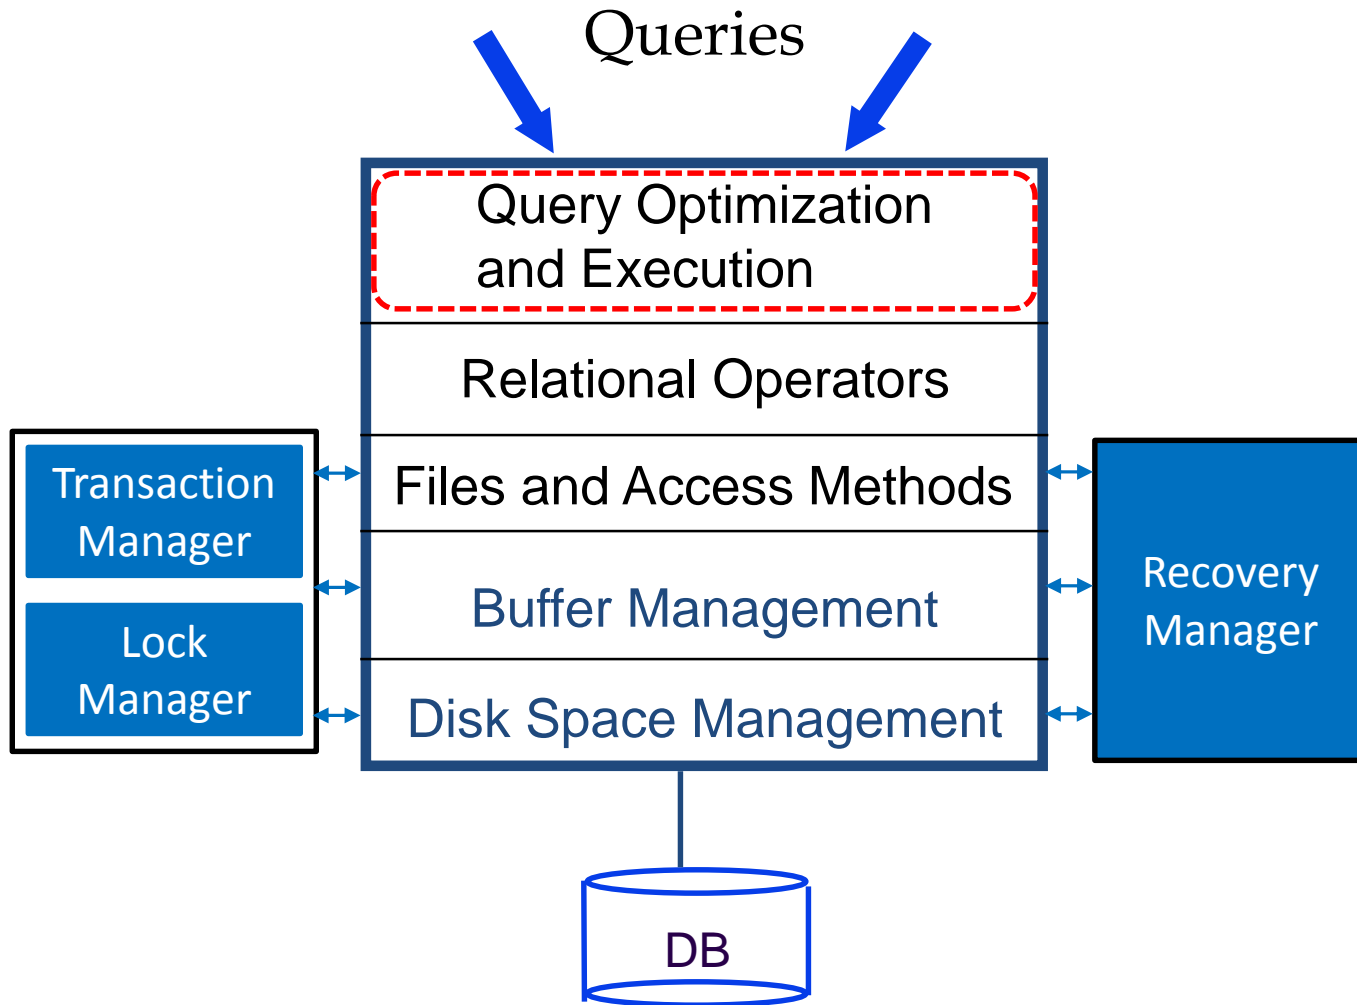 Queries
Query Optimization
and Execution
Relational Operators
Files and Access Methods
Buffer Management
Disk Space Management
Transaction
Manager
Lock
Manager
Recovery
Manager
DB